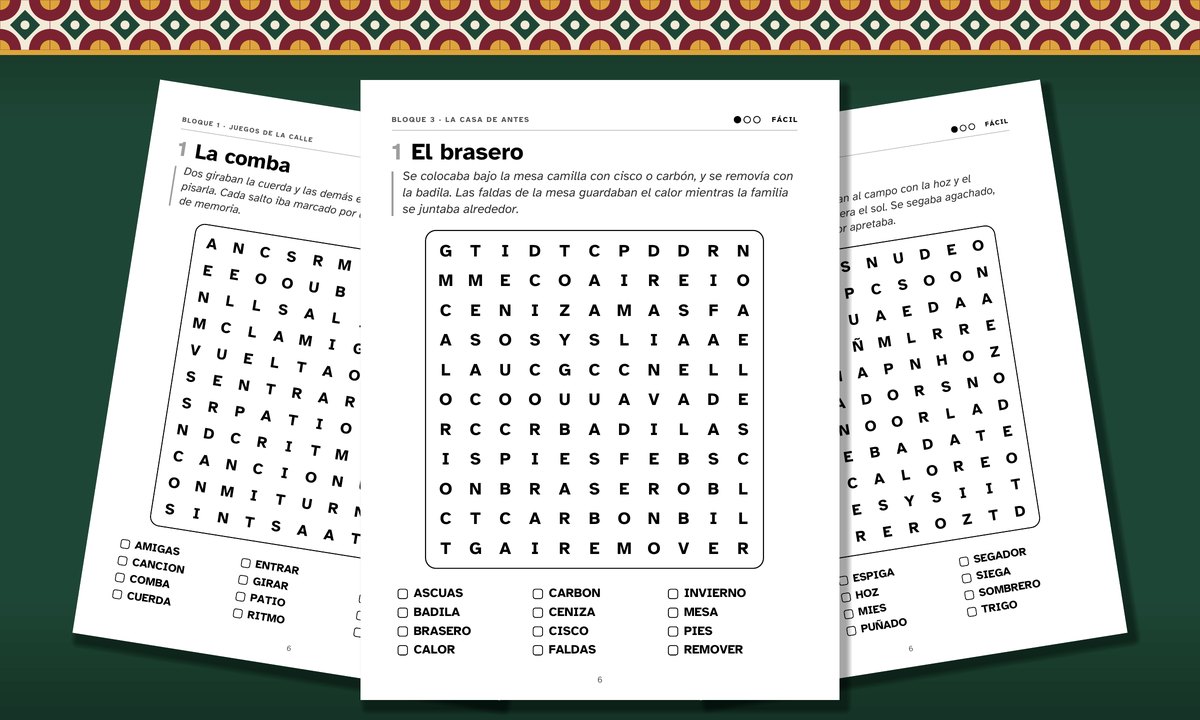 BLOQUE 1 - JUEGOS DE LA CALLE
1 La comba
Dos giraban la cuerda y las demás
pisarla. Cada salto iba marcado por
de memoria.
A N C S R M
E E O O U B
N L L S A L
M C L A M I G
V U E L T A O
S E N T R A R
S R P A T I O
N D C R I T M
C A N C I O N
O N M I T U R N
S I N T S A A T
AMIGAS
CANCION
COMBA
CUERDA
ENTRAR
GIRAR
PATIO
RITMO
6
BLOQUE 3 - LA CASA DE ANTES
FÁCIL
1 El brasero
Se colocaba bajo la mesa camilla con cisco o carbón, y se removía con
la badila. Las faldas de la mesa guardaban el calor mientras la familia
se juntaba alrededor.
G T I D T C P D D R N
M M E C O A I R E I O
C E N I Z A M A S F A
A S O S Y S L I A A E
L A U C G C C N E L L
O C O O U U A V A D E
R C C R B A D I L A S
I S P I E S F E B S C
O N B R A S E R O B L
C T C A R B O N B I L
T G A I R E M O V E R
ASCUAS
BADILA
BRASERO
CALOR
CARBON
CENIZA
CISCO
FALDAS
INVIERNO
MESA
PIES
REMOVER
6
FÁCIL
al campo con la hoz y el
el sol. Se segaba agachado,
apretaba.
S N U D E O
P C S O O N
U A E D A A
Ñ M L R R E
A P N H O Z
A D O R S N O
N O O R L A D
E B A D A T E
C A L O R E O
E S Y S I I T
R E R O Z T D
ESPIGA
HOZ
MIES
PUÑADO
SEGADOR
SIEGA
SOMBRERO
TRIGO
6